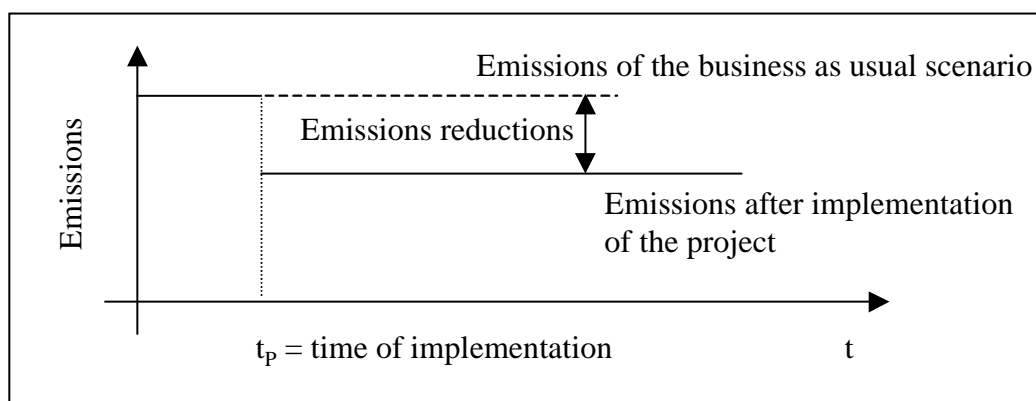 Emissions of the business as usual scenario
Emissions reductions
Emissions
Emissions after implementation
of the project
t_P = time of implementation
t